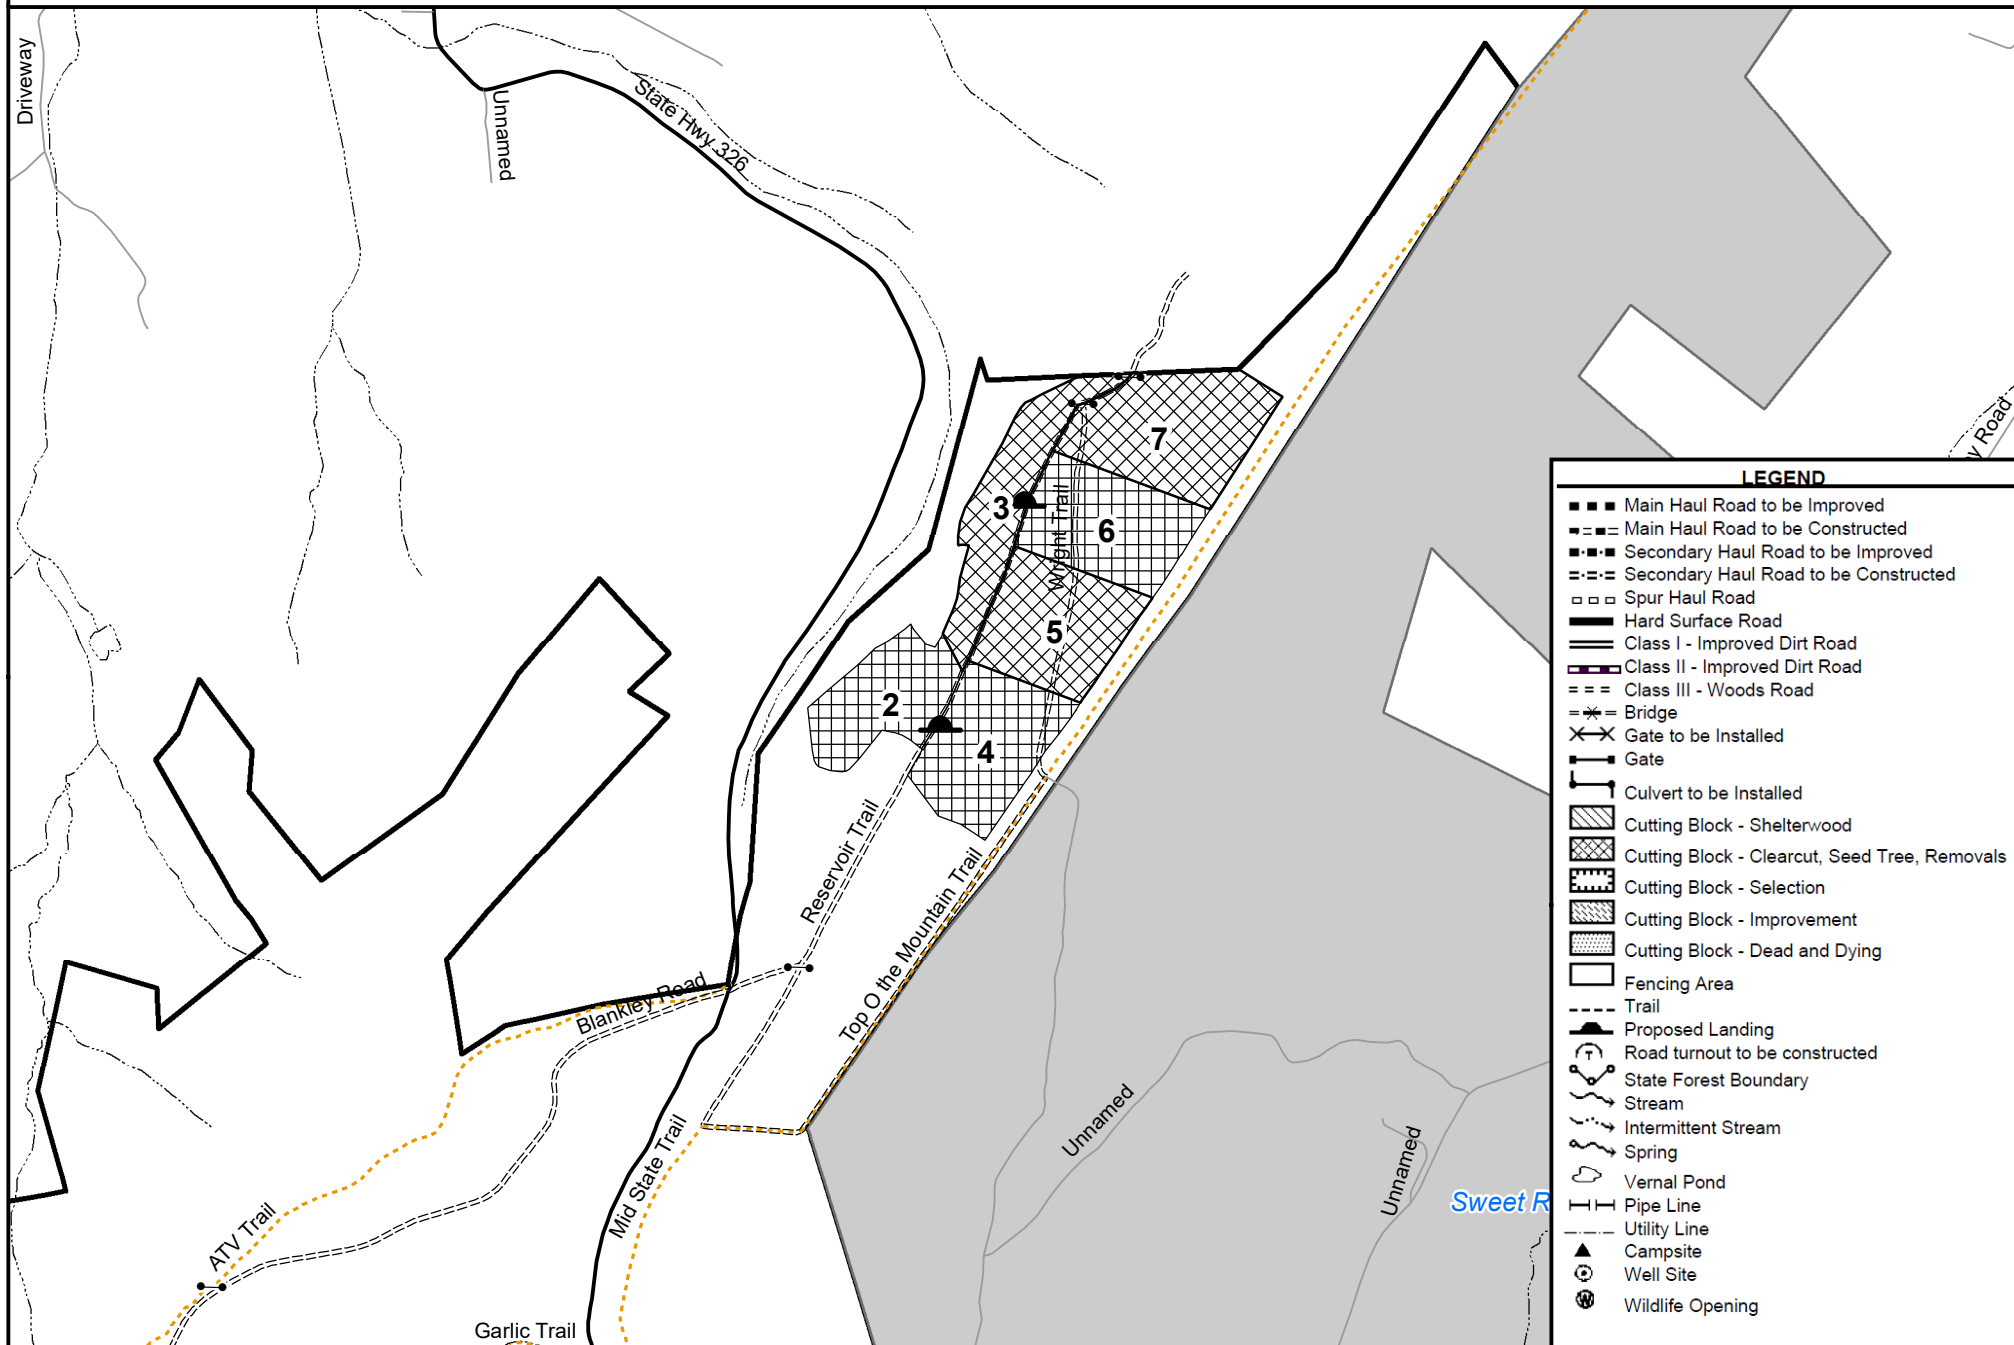 Driveway
Unnamed
State Hwy 326
7
3
6
Wright Trail
5
2
4
Reservoir Trail
Top O the Mountain Trail
Blankley Road
Mid State Trail
ATV Trail
Garlic Trail
Unnamed
Unnamed
Sweet R
y Road
LEGEND
Main Haul Road to be Improved
Main Haul Road to be Constructed
Secondary Haul Road to be Improved
Secondary Haul Road to be Constructed
Spur Haul Road
Hard Surface Road
Class I - Improved Dirt Road
Class II - Improved Dirt Road
Class III - Woods Road
Bridge
Gate to be Installed
Gate
Culvert to be Installed
Cutting Block - Shelterwood
Cutting Block - Clearcut, Seed Tree, Removals
Cutting Block - Selection
Cutting Block - Improvement
Cutting Block - Dead and Dying
Fencing Area
Trail
Proposed Landing
T Road turnout to be constructed
State Forest Boundary
Stream
Intermittent Stream
Spring
Vernal Pond
Pipe Line
Utility Line
Campsite
Well Site
W Wildlife Opening